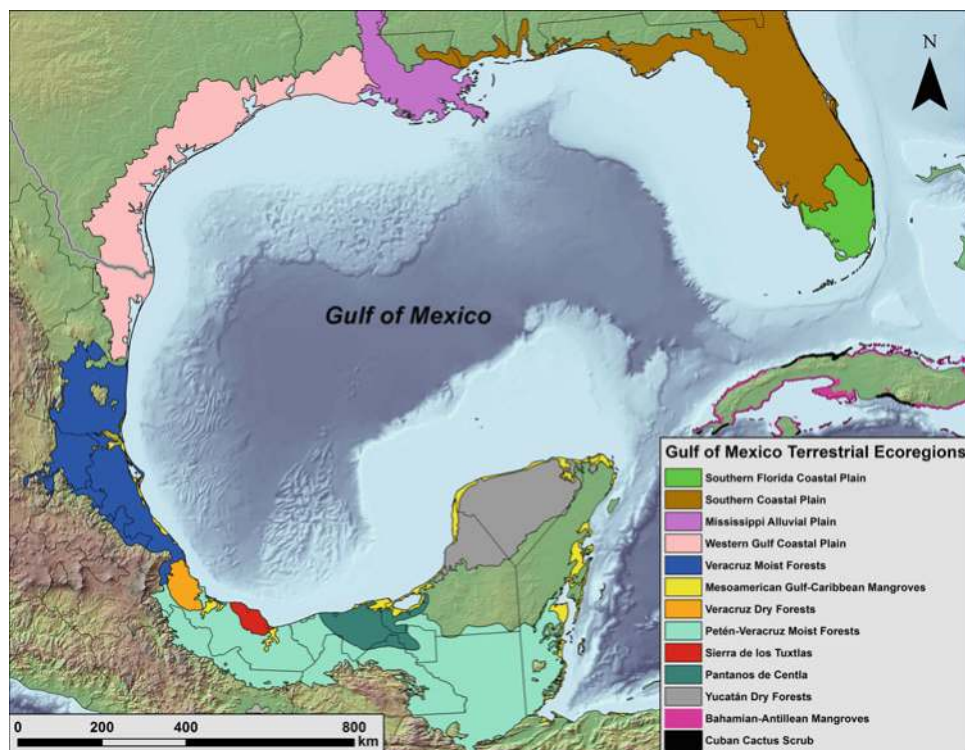 N
Gulf of Mexico
Gulf of Mexico Terrestrial Ecoregions
Southern Florida Coastal Plain
Southern Coastal Plain
Mississippi Alluvial Plain
Western Gulf Coastal Plain
Veracruz Moist Forests
Mesoamerican Gulf-Caribbean Mangroves
Veracruz Dry Forests
Petén-Veracruz Moist Forests
Sierra de los Tuxtlas
Pantanos de Centla
Yucatán Dry Forests
Bahamian-Antillean Mangroves
Cuban Cactus Scrub
0 200 400 800
km